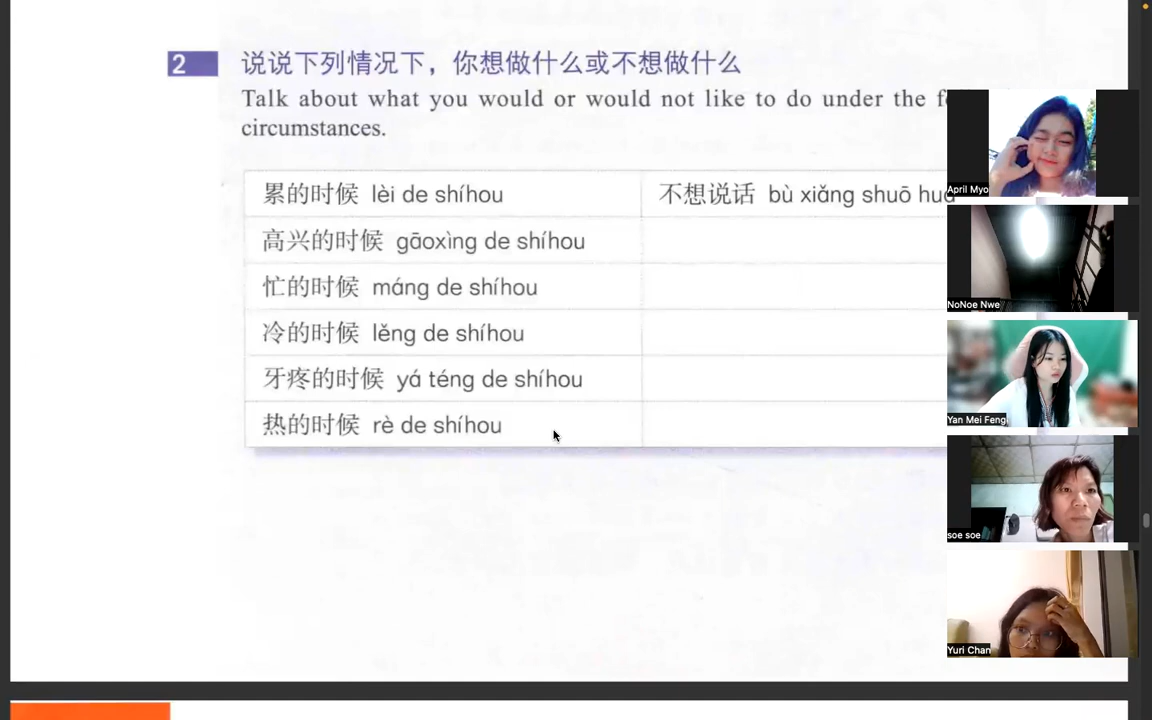 2 说说下列情况下，你想做什么或不想做什么
Talk about what you would or would not like to do under the
circumstances.
累的时候 lèi de shíhou 不想说话 bù xiǎng shuō huà
高兴的时候 gāoxìng de shíhou
忙的时候 máng de shíhou
冷的时候 lěng de shíhou
牙疼的时候 yá téng de shíhou
热的时候 rè de shíhou
April Myo
NoNoe Nwe
Yan Mei Feng
soe soe
Yuri Chan